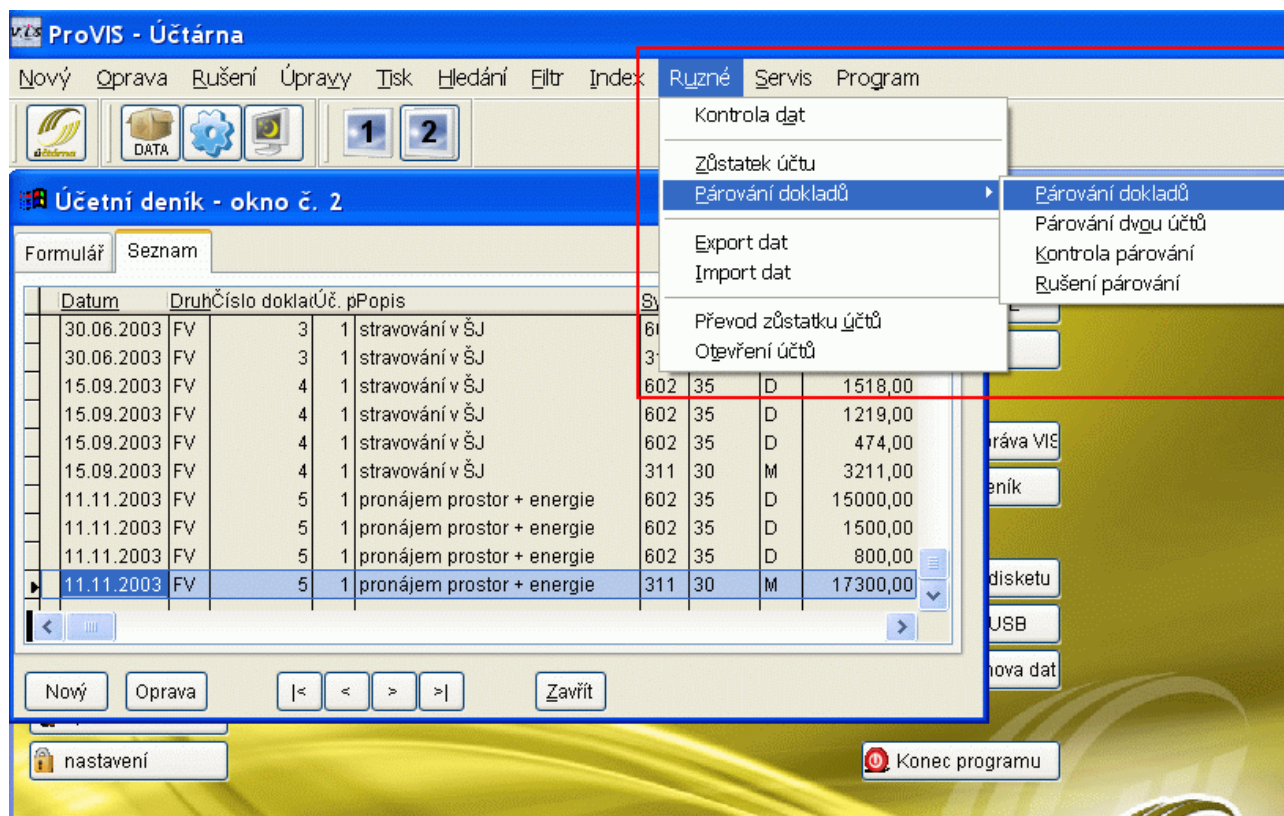 vis ProVIS - Účtárna
Nový Oprava Rušení Úpravy Tisk Hledání Filtr Index Ruzné Servis Program
účtárna DATA 1 2
Kontrola dat
Zůstatek účtu
Párování dokladů
Export dat
Import dat
Převod zůstatku účtů
Otevření účtů
Párování dokladů
Párování dvou účtů
Kontrola párování
Rušení párování
Účetní deník - okno č. 2
Formulář Seznam
Datum Druh Číslo doklad Úč. p Popis Sy
30.06.2003 FV 3 1 stravování v ŠJ
30.06.2003 FV 3 1 stravování v ŠJ
15.09.2003 FV 4 1 stravování v ŠJ 602 35 D 1518,00
15.09.2003 FV 4 1 stravování v ŠJ 602 35 D 1219,00
15.09.2003 FV 4 1 stravování v ŠJ 602 35 D 474,00
15.09.2003 FV 4 1 stravování v ŠJ 311 30 M 3211,00
11.11.2003 FV 5 1 pronájem prostor + energie 602 35 D 15000,00
11.11.2003 FV 5 1 pronájem prostor + energie 602 35 D 1500,00
11.11.2003 FV 5 1 pronájem prostor + energie 602 35 D 800,00
11.11.2003 FV 5 1 pronájem prostor + energie 311 30 M 17300,00
Nový Oprava |< < > >| Zavřít
ráva VIS
eník
disketu
USB
nova dat
nastavení
Konec programu